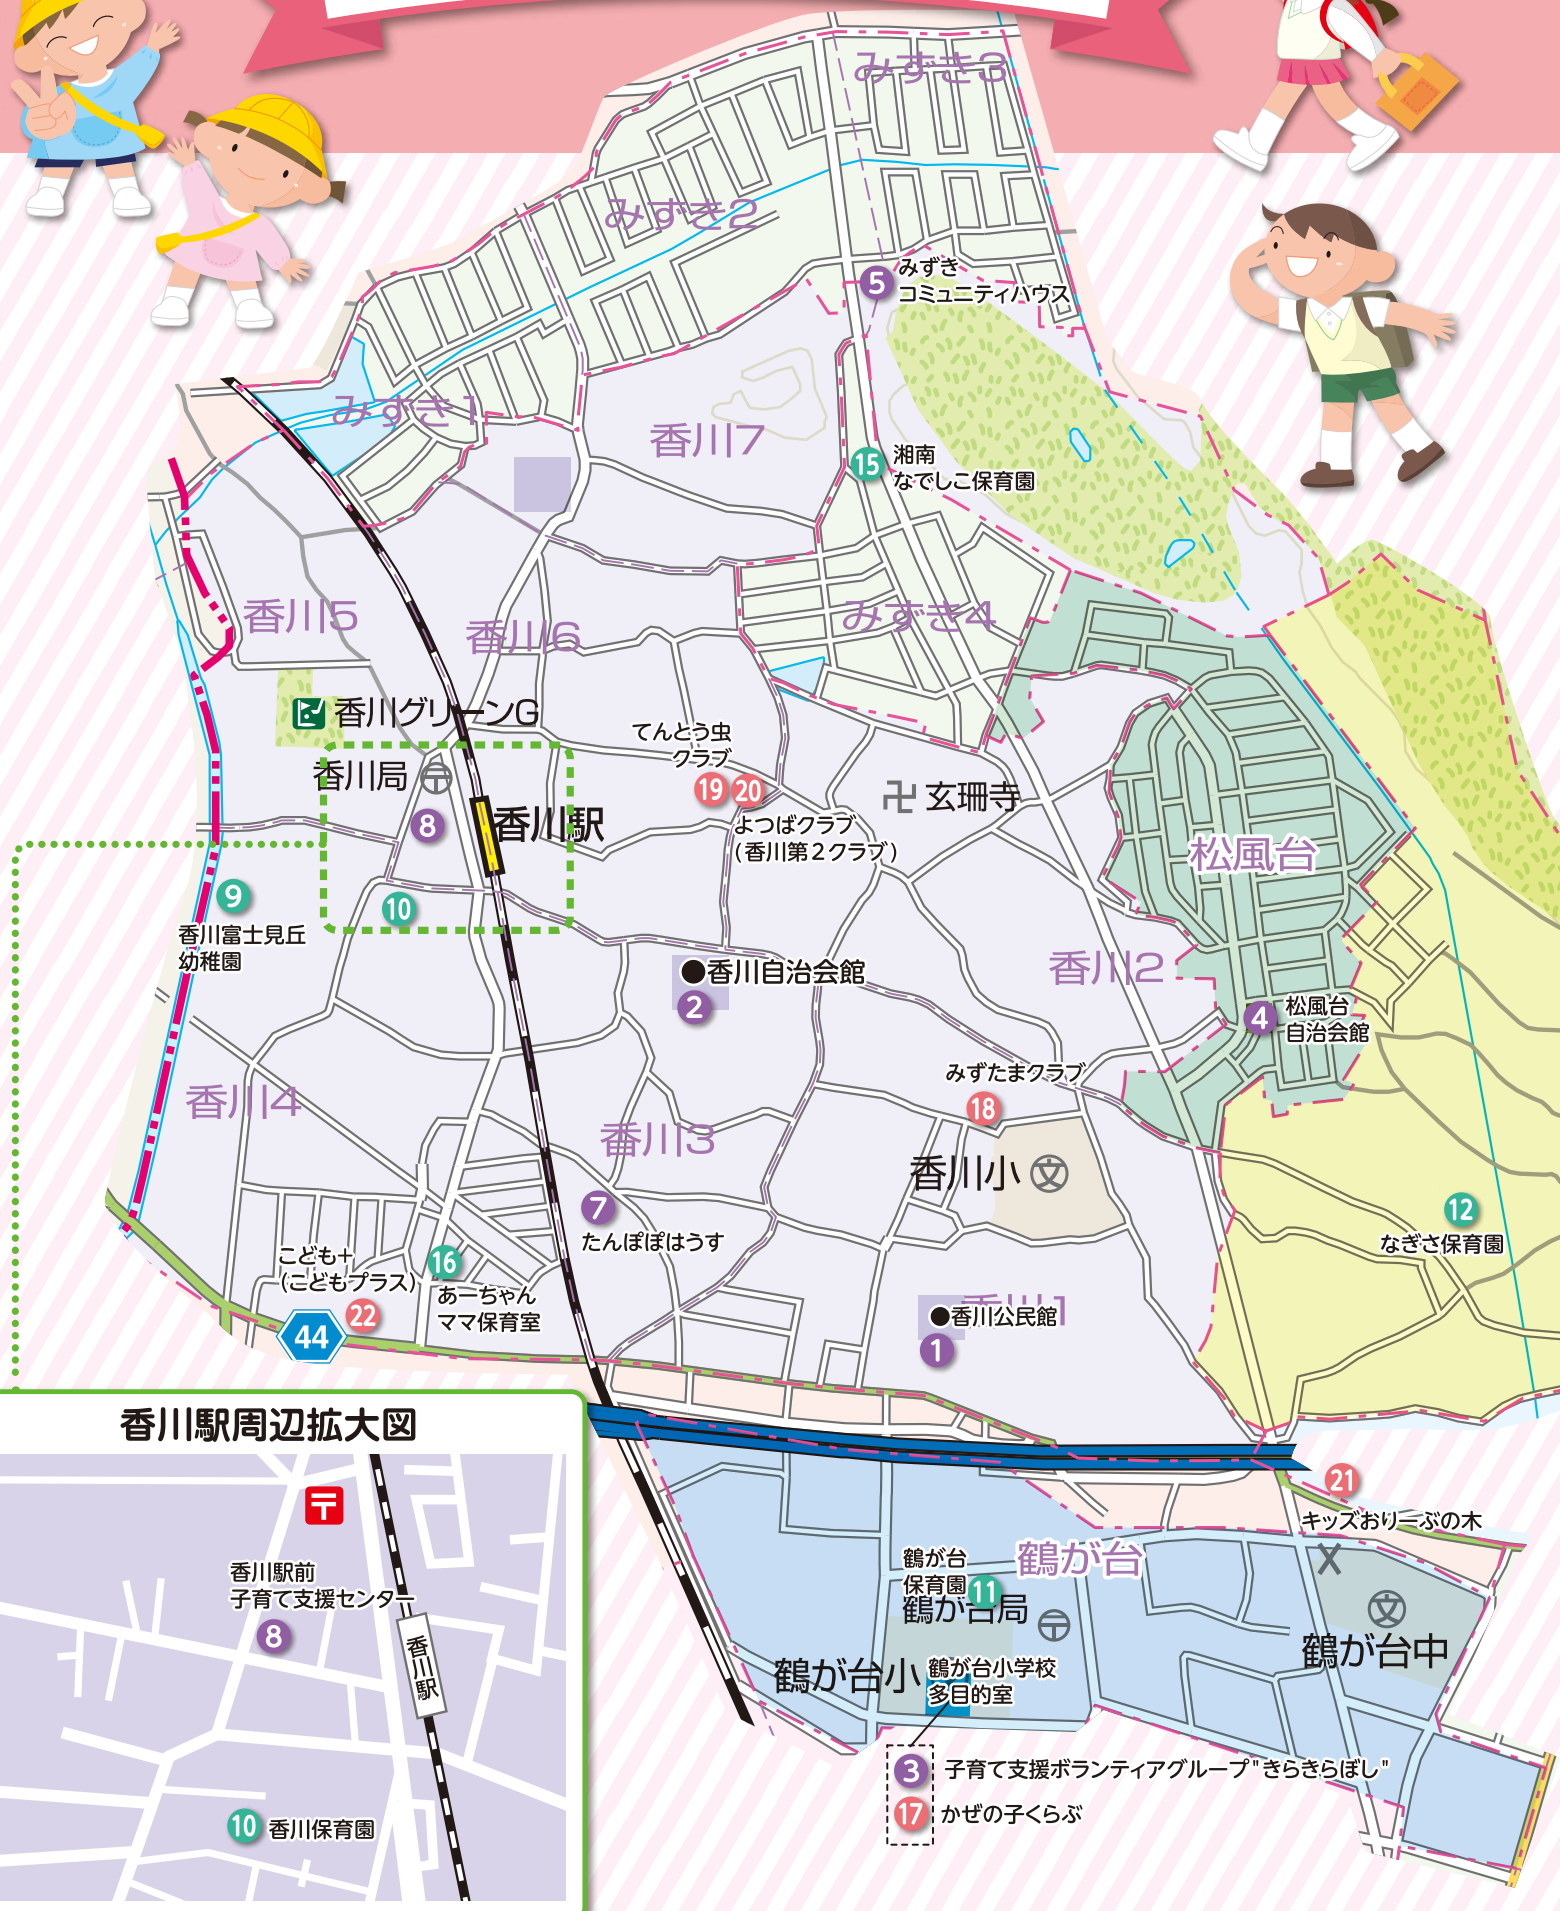 みずき3
みずき2
5
みずき
コミュニティハウス
みずき1
香川7
15
湘南
なでしこ保育園
香川5
香川6
みずき4
香川グリーンG
てんとう虫
クラブ
香川局
19
20
卍 玄珊寺
8
香川駅
よつばクラブ
(香川第2クラブ)
松風台
9
10
香川富士見丘
幼稚園
香川自治会館
2
香川2
4
松風台
自治会館
みずたまクラブ
18
香川4
香川3
香川小
文
7
たんぽぽはうす
12
なぎさ保育園
こども+
(こどもプラス)
22
16
あーちゃん
ママ保育室
44
香川1
香川公民館
1
香川駅周辺拡大図
21
キッズおりーぶの木
〒
香川駅前
子育て支援センター
8
香川駅
10
香川保育園
鶴が台
鶴が台
保育園
11
鶴が台局
X
文
鶴が台中
鶴が台小
鶴が台小学校
多目的室
3
子育て支援ボランティアグループ"きらきらぼし"
17
かぜの子くらぶ